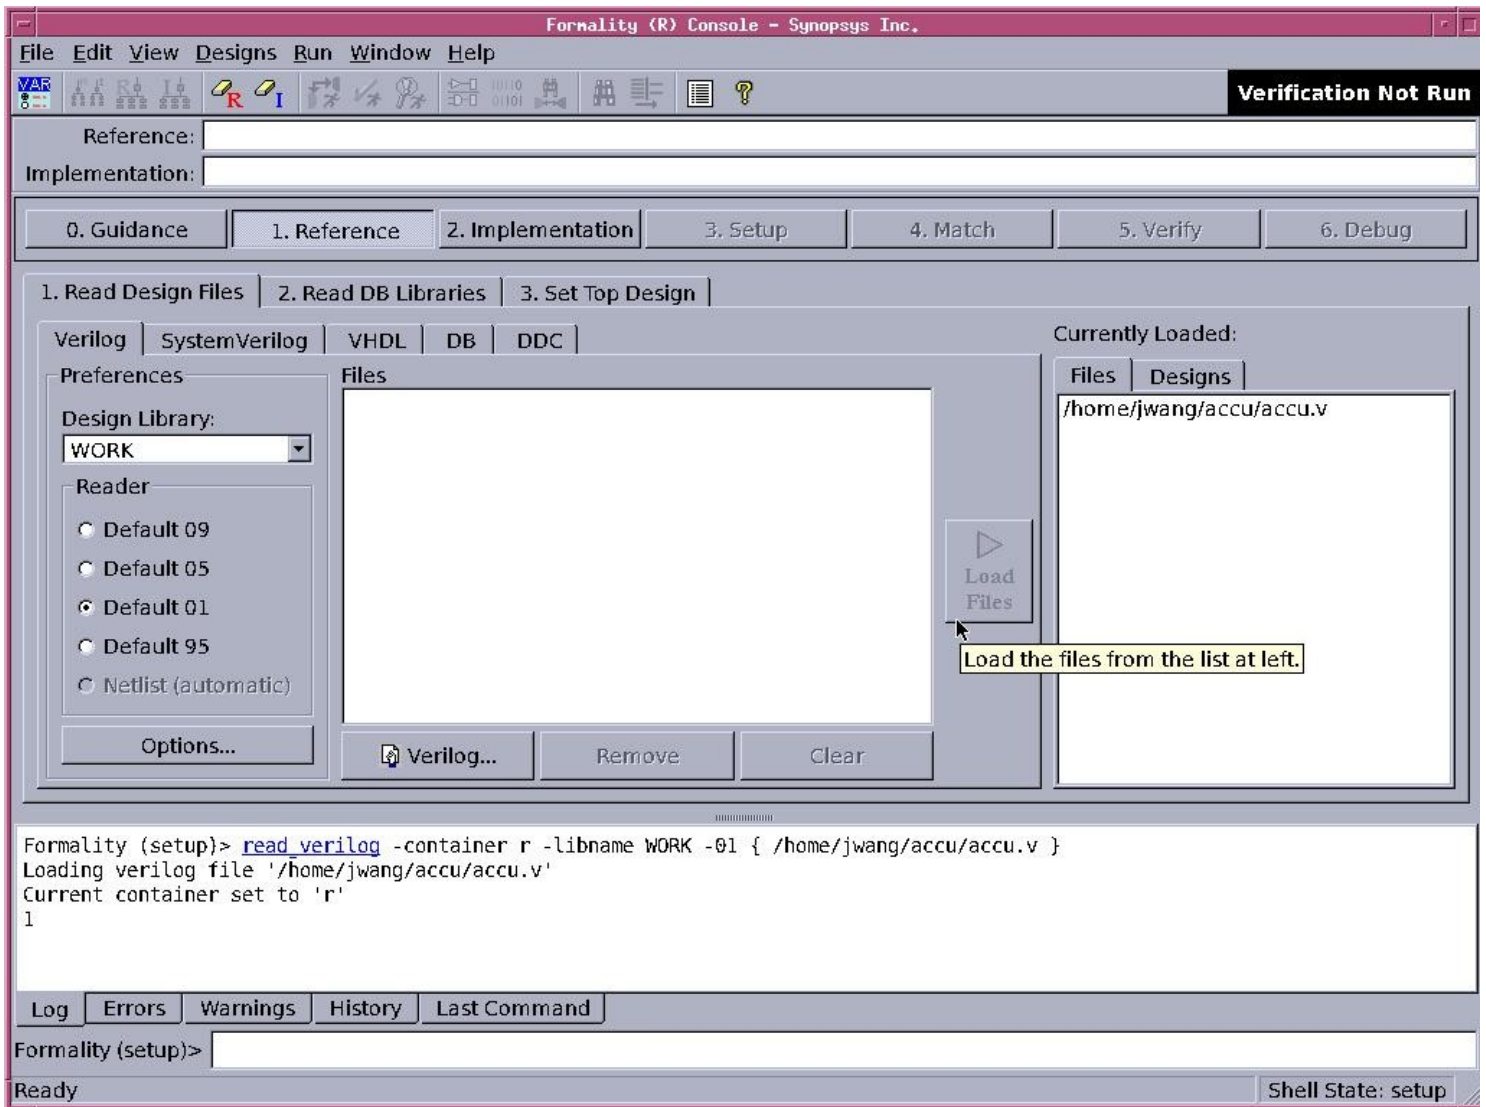 Formality (R) Console - Synopsys Inc.
File Edit View Designs Run Window Help
VAR R I R I Verification Not Run
Reference:
Implementation:
0. Guidance 1. Reference 2. Implementation 3. Setup 4. Match 5. Verify 6. Debug
1. Read Design Files 2. Read DB Libraries 3. Set Top Design
Verilog SystemVerilog VHDL DB DDC
Currently Loaded:
Preferences
Files
Files Designs
Design Library:
WORK
/home/jwang/accu/accu.v
Reader
Default 09
Default 05
Default 01
Default 95
Netlist (automatic)
Load
Files
Load the files from the list at left.
Options...
Verilog... Remove Clear
Formality (setup)> read_verilog -container r -libname WORK -01 { /home/jwang/accu/accu.v }
Loading verilog file '/home/jwang/accu/accu.v'
Current container set to 'r'
1
Log Errors Warnings History Last Command
Formality (setup)>
Ready Shell State: setup